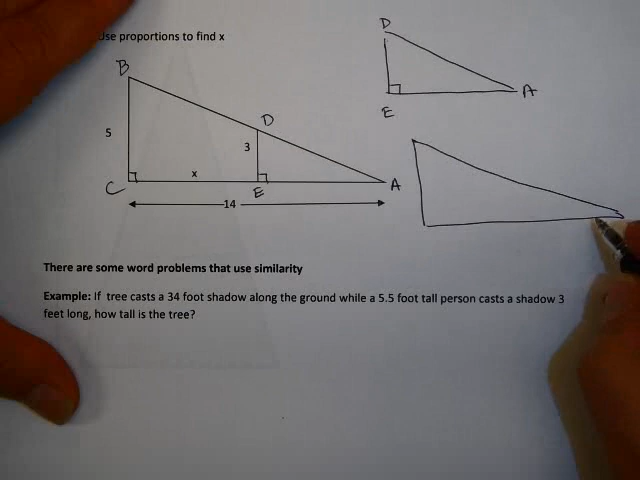 use proportions to find x
B
D
5
3
x
C
E
A
14
D
E
A
There are some word problems that use similarity
Example: If tree casts a 34 foot shadow along the ground while a 5.5 foot tall person casts a shadow 3
feet long, how tall is the tree?